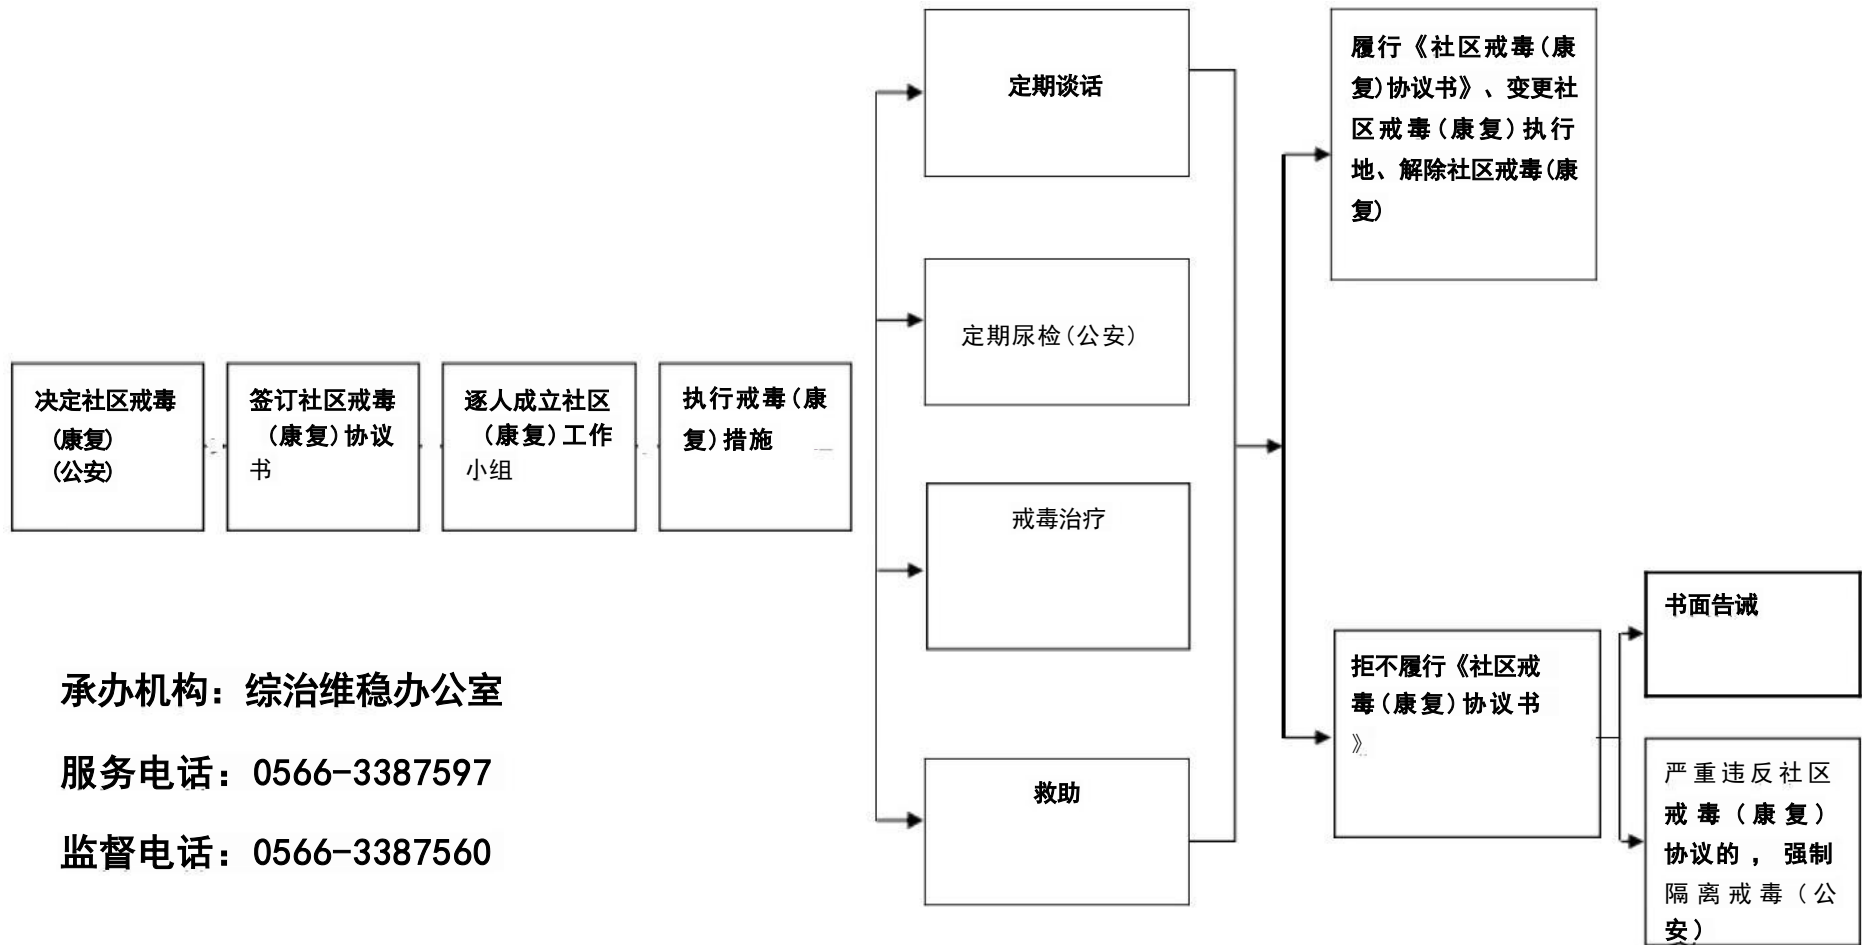 决定社区戒毒
(康复)
(公安)
签订社区戒毒
(康复)协议
书
逐人成立社区
(康复)工作
小组
执行戒毒(康
复)措施
定期谈话
定期尿检(公安)
戒毒治疗
救助
履行《社区戒毒(康
复)协议书》、变更社
区戒毒(康复)执行
地、解除社区戒毒(康
复)
拒不履行《社区戒
毒(康复)协议书
》
书面告诫
严重违反社区
戒毒(康复)
协议的，强制
隔离戒毒(公
安)
承办机构：综治维稳办公室
服务电话：0566-3387597
监督电话：0566-3387560